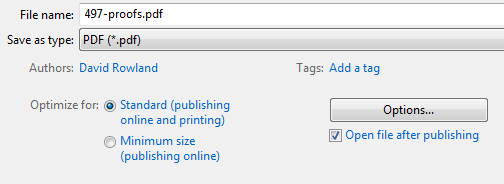 File name: 497-proofs.pdf
Save as type: PDF (*.pdf)
Authors: David Rowland Tags: Add a tag
Optimize for: Standard (publishing
online and printing)
Options...
Open file after publishing
Minimum size
(publishing online)